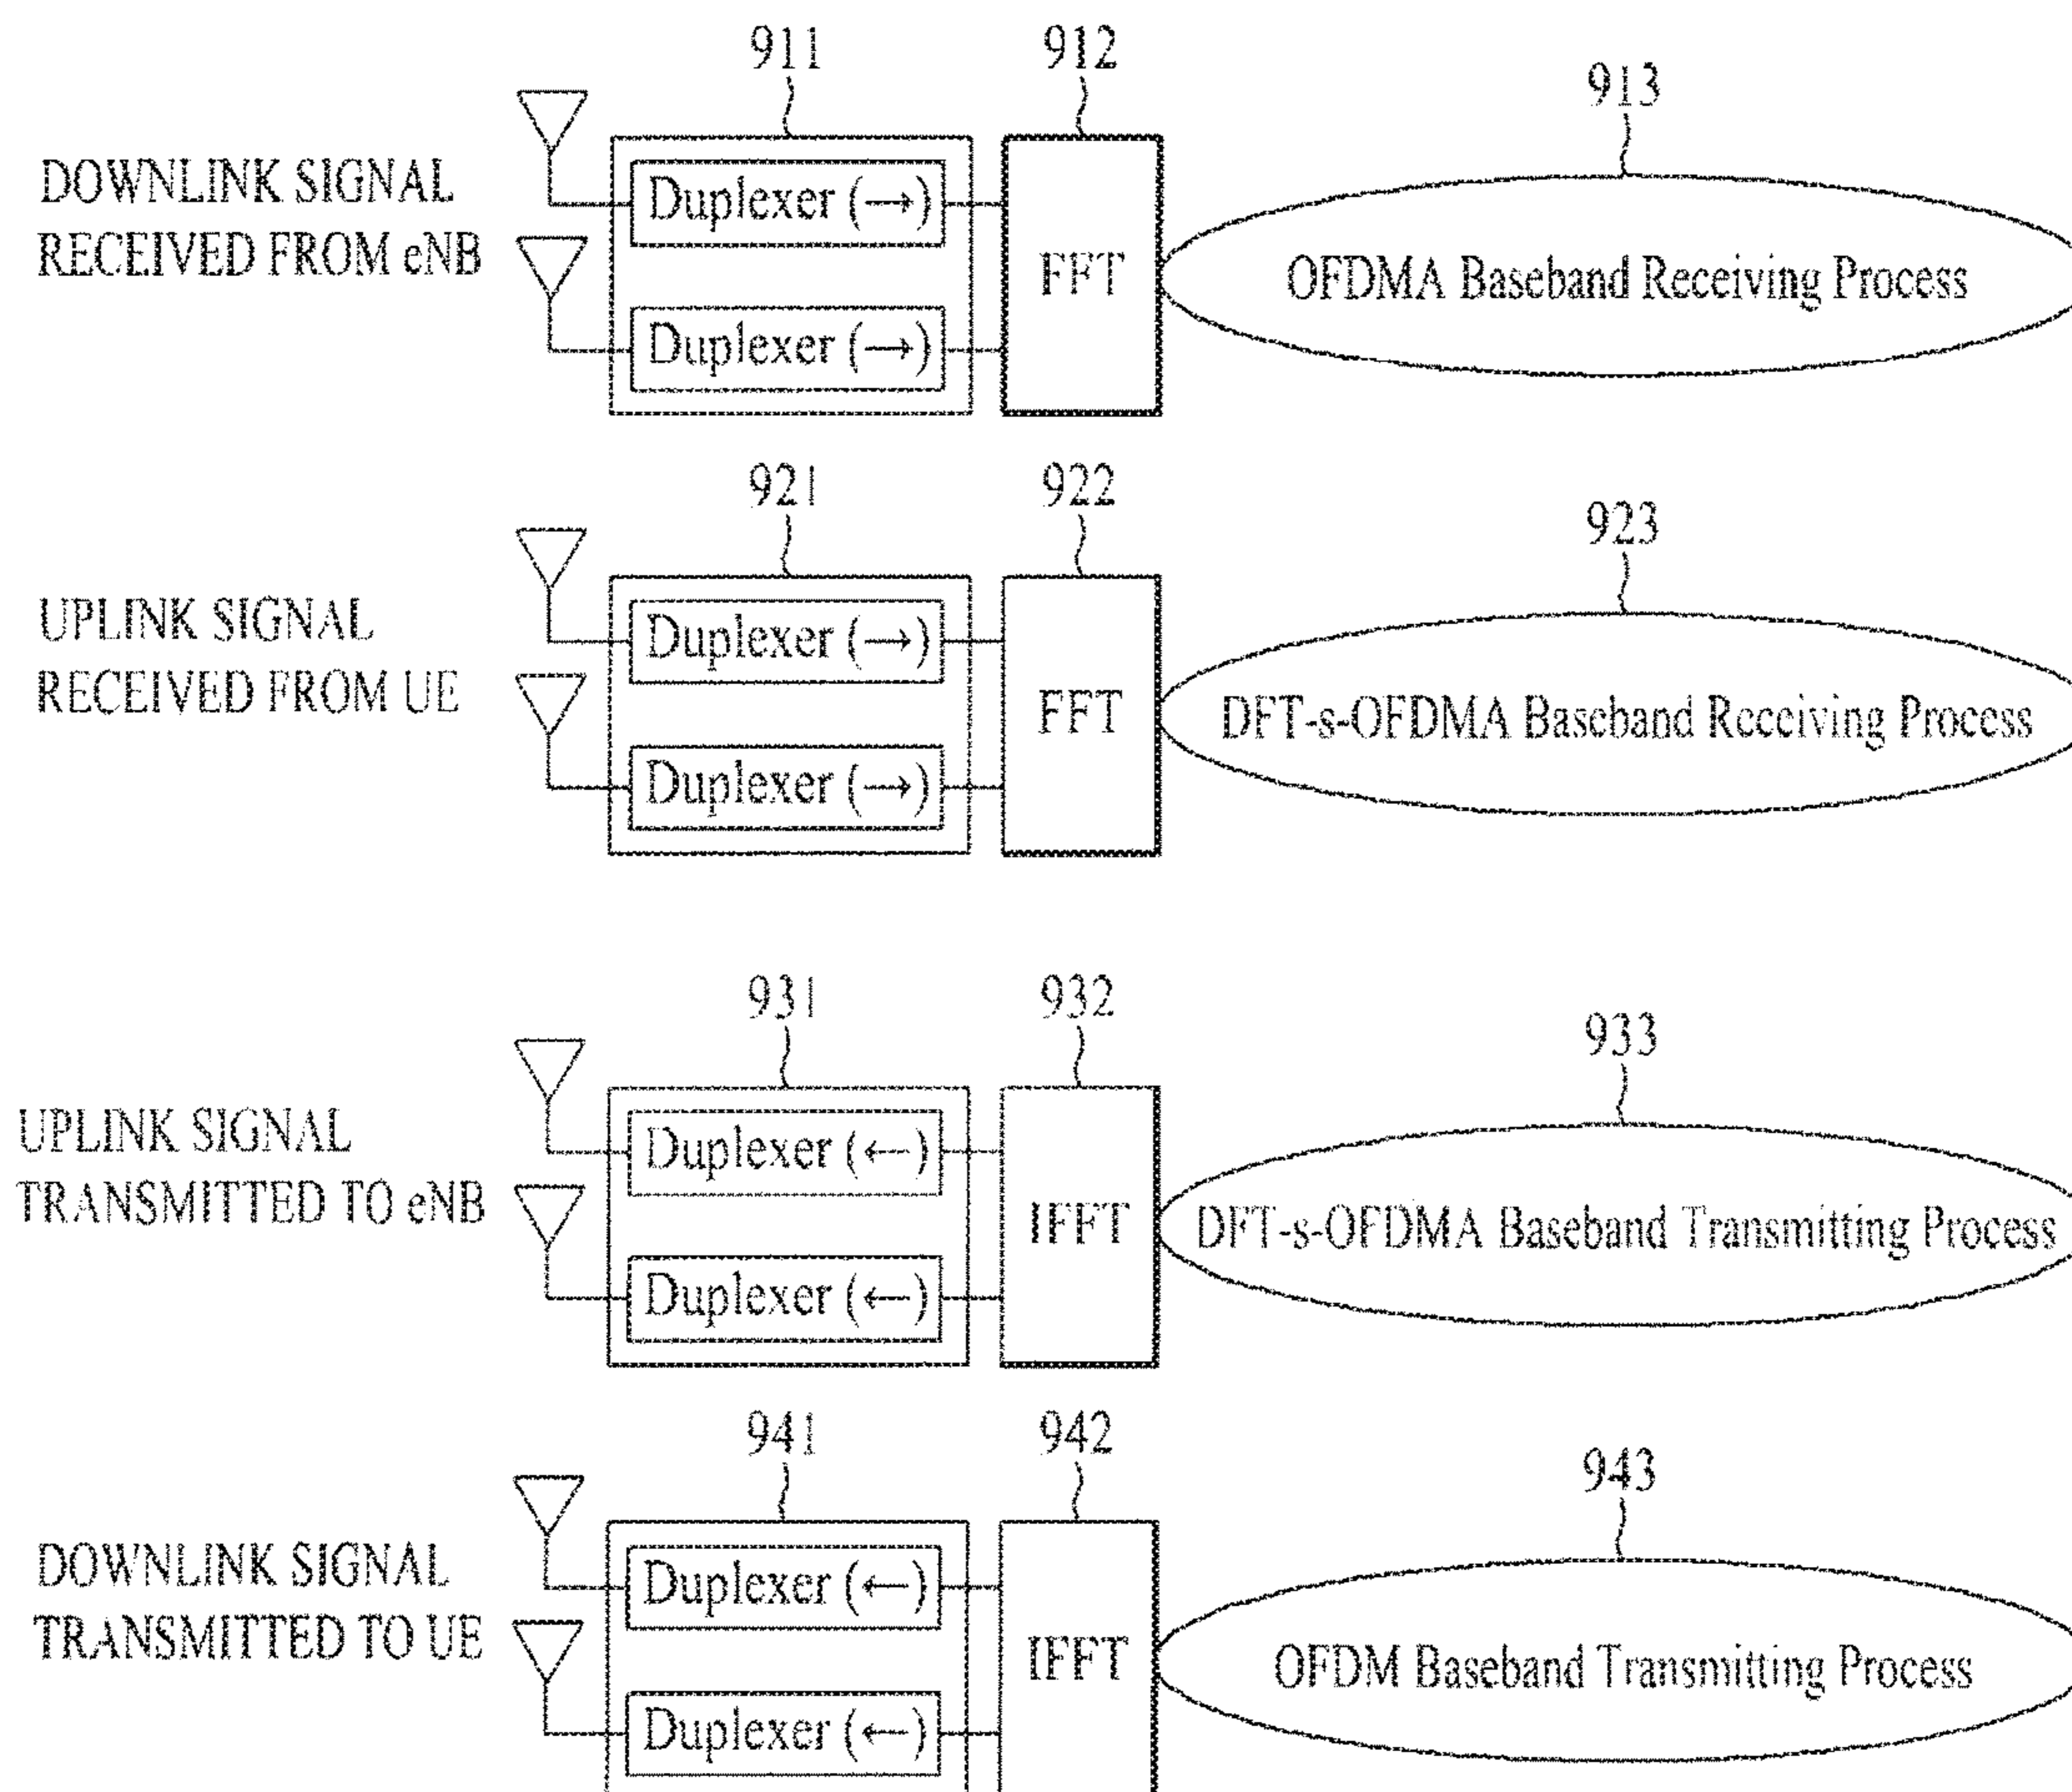 911
912
913
DOWNLINK SIGNAL
RECEIVED FROM eNB
Duplexer (→)
Duplexer (→)
FFT
OFDMA Baseband Receiving Process
921
922
923
UPLINK SIGNAL
RECEIVED FROM UE
Duplexer (→)
Duplexer (→)
FFT
DFT-s-OFDMA Baseband Receiving Process
931
932
933
UPLINK SIGNAL
TRANSMITTED TO eNB
Duplexer (←)
Duplexer (←)
IFFT
DFT-s-OFDMA Baseband Transmitting Process
941
942
943
DOWNLINK SIGNAL
TRANSMITTED TO UE
Duplexer (←)
Duplexer (←)
IFFT
OFDM Baseband Transmitting Process